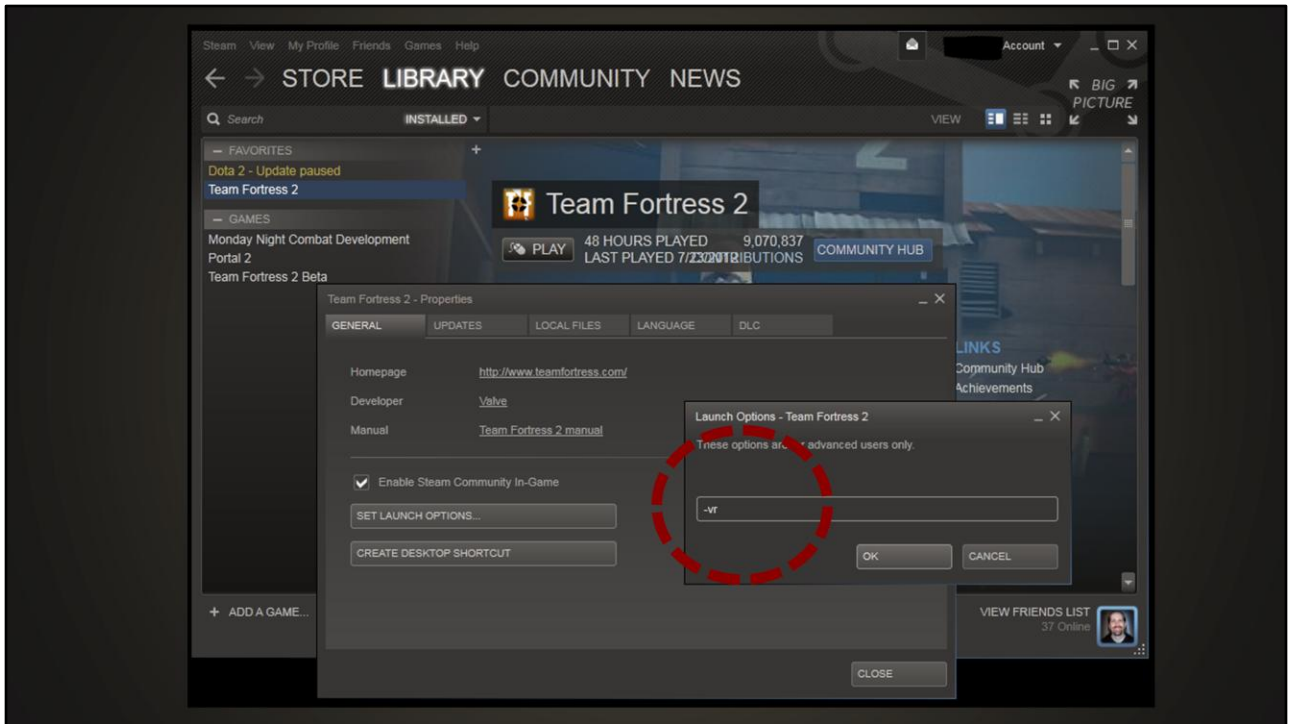 Steam View My Profile Friends Games Help
Account
STORE LIBRARY COMMUNITY NEWS
BIG PICTURE
Search INSTALLED VIEW
FAVORITES
Dota 2 - Update paused
Team Fortress 2
GAMES
Monday Night Combat Development
Portal 2
Team Fortress 2 Beta
Team Fortress 2
PLAY
48 HOURS PLAYED 9,070,837
LAST PLAYED
COMMUNITY HUB
LINKS
Community Hub
Achievements
Team Fortress 2 - Properties
GENERAL UPDATES LOCAL FILES LANGUAGE DLC
Homepage http://www.teamfortress.com/
Developer Valve
Manual Team Fortress 2 manual
Enable Steam Community In-Game
SET LAUNCH OPTIONS...
CREATE DESKTOP SHORTCUT
CLOSE
Launch Options - Team Fortress 2
These options are advanced users only.
-vr
OK CANCEL
+ ADD A GAME...
VIEW FRIENDS LIST
37 Online